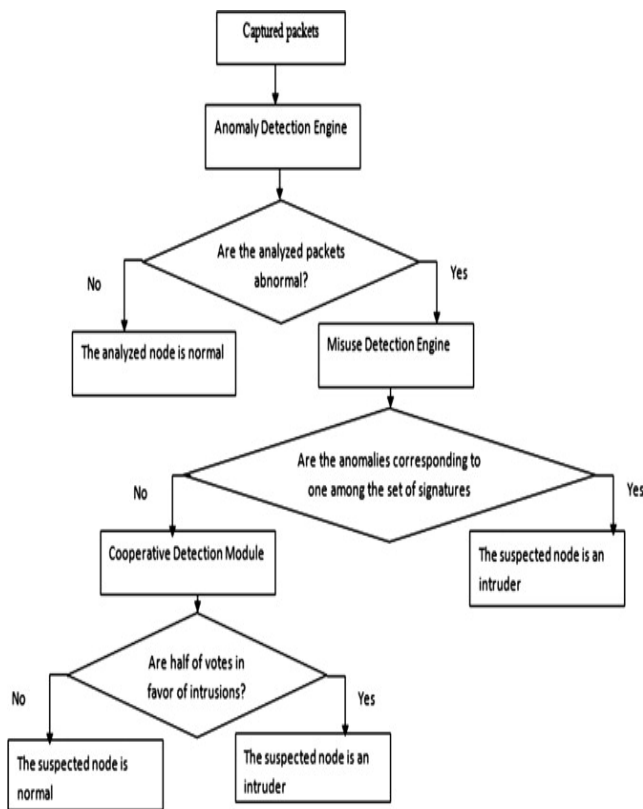 Captured packets
Anomaly Detection Engine
Are the analyzed packets
abnormal?
No
Yes
The analyzed node is normal
Misuse Detection Engine
Are the anomalies corresponding to
one among the set of signatures
No
Yes
Cooperative Detection Module
The suspected node is an
intruder
Are half of votes in
favor of intrusions?
No
Yes
The suspected node is
normal
The suspected node is an
intruder